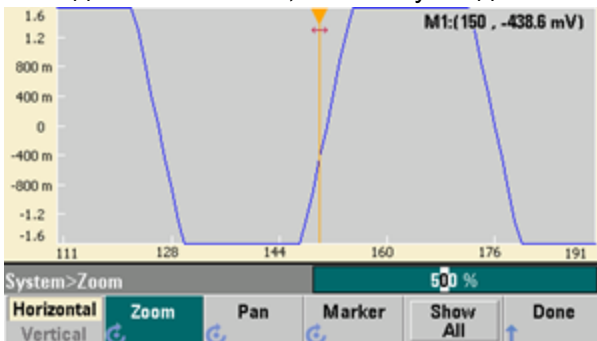 1.6
M1:(150 , -438.6 mV)
1.2
800 m
400 m
0
-400 m
-800 m
-1.2
-1.6
111 128 144 160 176 191
System>Zoom 500 %
Horizontal Zoom Pan Marker Show All Done
Vertical